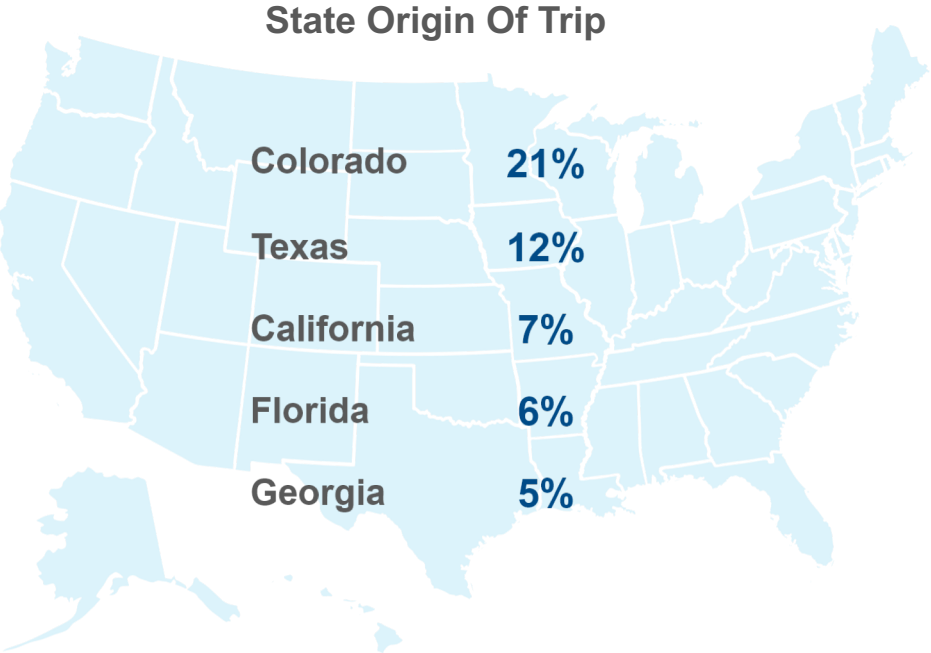 State Origin Of Trip
Colorado 21%
Texas 12%
California 7%
Florida 6%
Georgia 5%